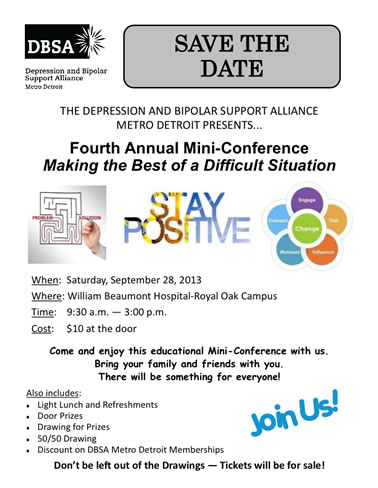 DBSA
Depression and Bipolar
Support Alliance
Metro Detroit
SAVE THE
DATE
THE DEPRESSION AND BIPOLAR SUPPORT ALLIANCE
METRO DETROIT PRESENTS...
Fourth Annual Mini-Conference
Making the Best of a Difficult Situation
PROBLEM SOLUTION
STAY
POSITIVE
Engage
Connect
Talk
Change
Motivate
Influence
When: Saturday, September 28, 2013
Where: William Beaumont Hospital-Royal Oak Campus
Time: 9:30 a.m. — 3:00 p.m.
Cost: $10 at the door
Come and enjoy this educational Mini-Conference with us.
Bring your family and friends with you.
There will be something for everyone!
Also includes:
• Light Lunch and Refreshments
• Door Prizes
• Drawing for Prizes
• 50/50 Drawing
• Discount on DBSA Metro Detroit Memberships
Join Us!
Don't be left out of the Drawings — Tickets will be for sale!